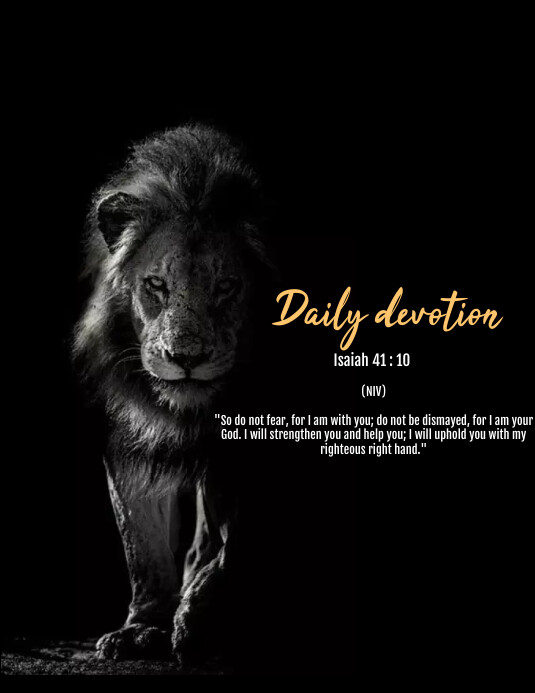 Daily devotion
Isaiah 41 : 10
(NIV)
"So do not fear, for I am with you; do not be dismayed, for I am your
God. I will strengthen you and help you; I will uphold you with my
righteous right hand."